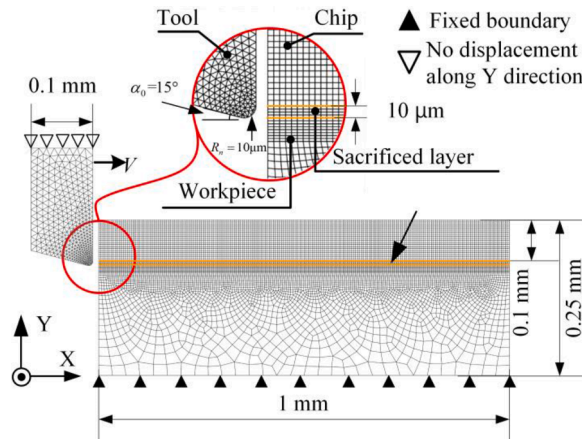 Tool
Chip
Fixed boundary
No displacement
along Y direction
0.1 mm
α₀=15°
10 μm
Rₙ=10μm
V
Sacrificed layer
Workpiece
0.1 mm
0.25 mm
Y
X
1 mm